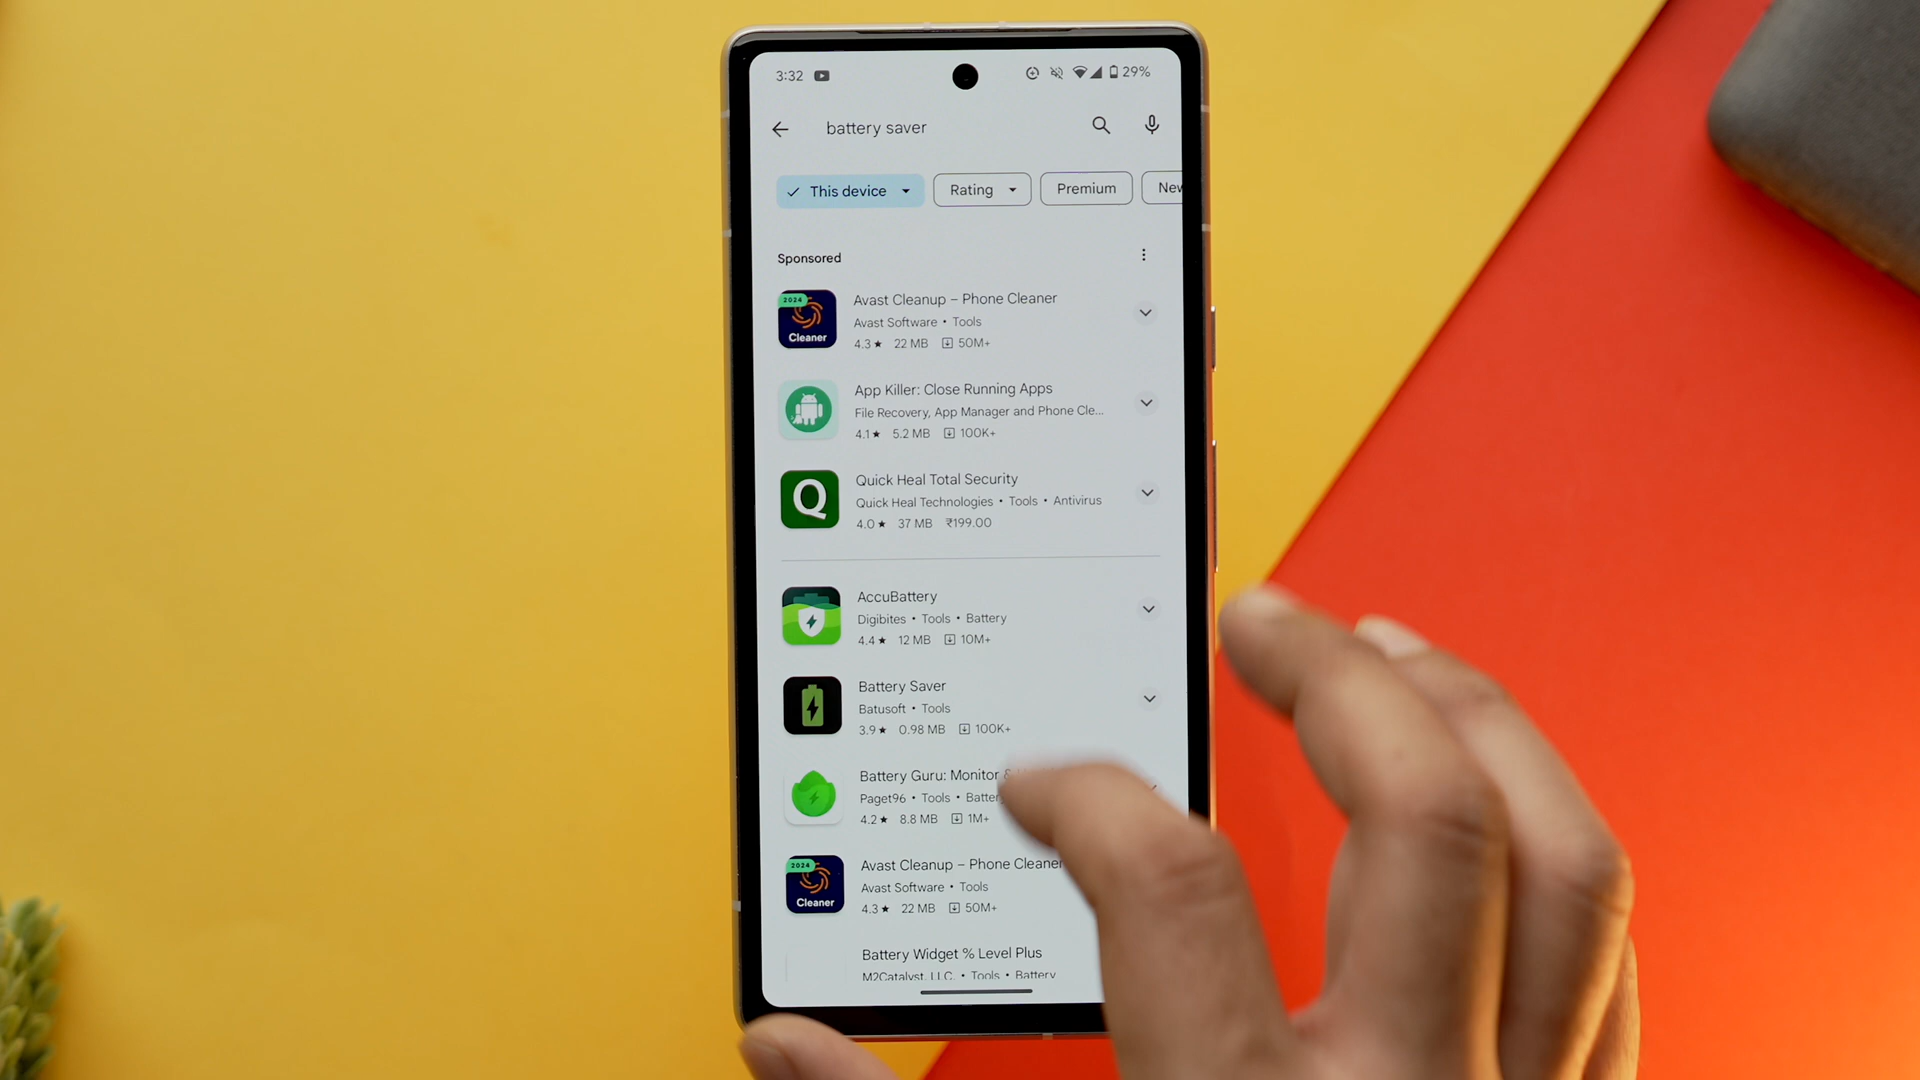 3:32 29%
battery saver
This device Rating Premium New
Sponsored
2024
Cleaner
Avast Cleanup – Phone Cleaner
Avast Software • Tools
4.3★ 22 MB 50M+
App Killer: Close Running Apps
File Recovery, App Manager and Phone Cle...
4.1★ 5.2 MB 100K+
Q
Quick Heal Total Security
Quick Heal Technologies • Tools • Antivirus
4.0★ 37 MB ₹199.00
AccuBattery
Digibites • Tools • Battery
4.4★ 12 MB 10M+
Battery Saver
Batusoft • Tools
3.9★ 0.98 MB 100K+
Battery Guru: Monitor &
Paget96 • Tools • Battery
4.2★ 8.8 MB 1M+
2024
Cleaner
Avast Cleanup – Phone Cleaner
Avast Software • Tools
4.3★ 22 MB 50M+
Battery Widget % Level Plus
M2Catalyst, LLC. • Tools • Battery